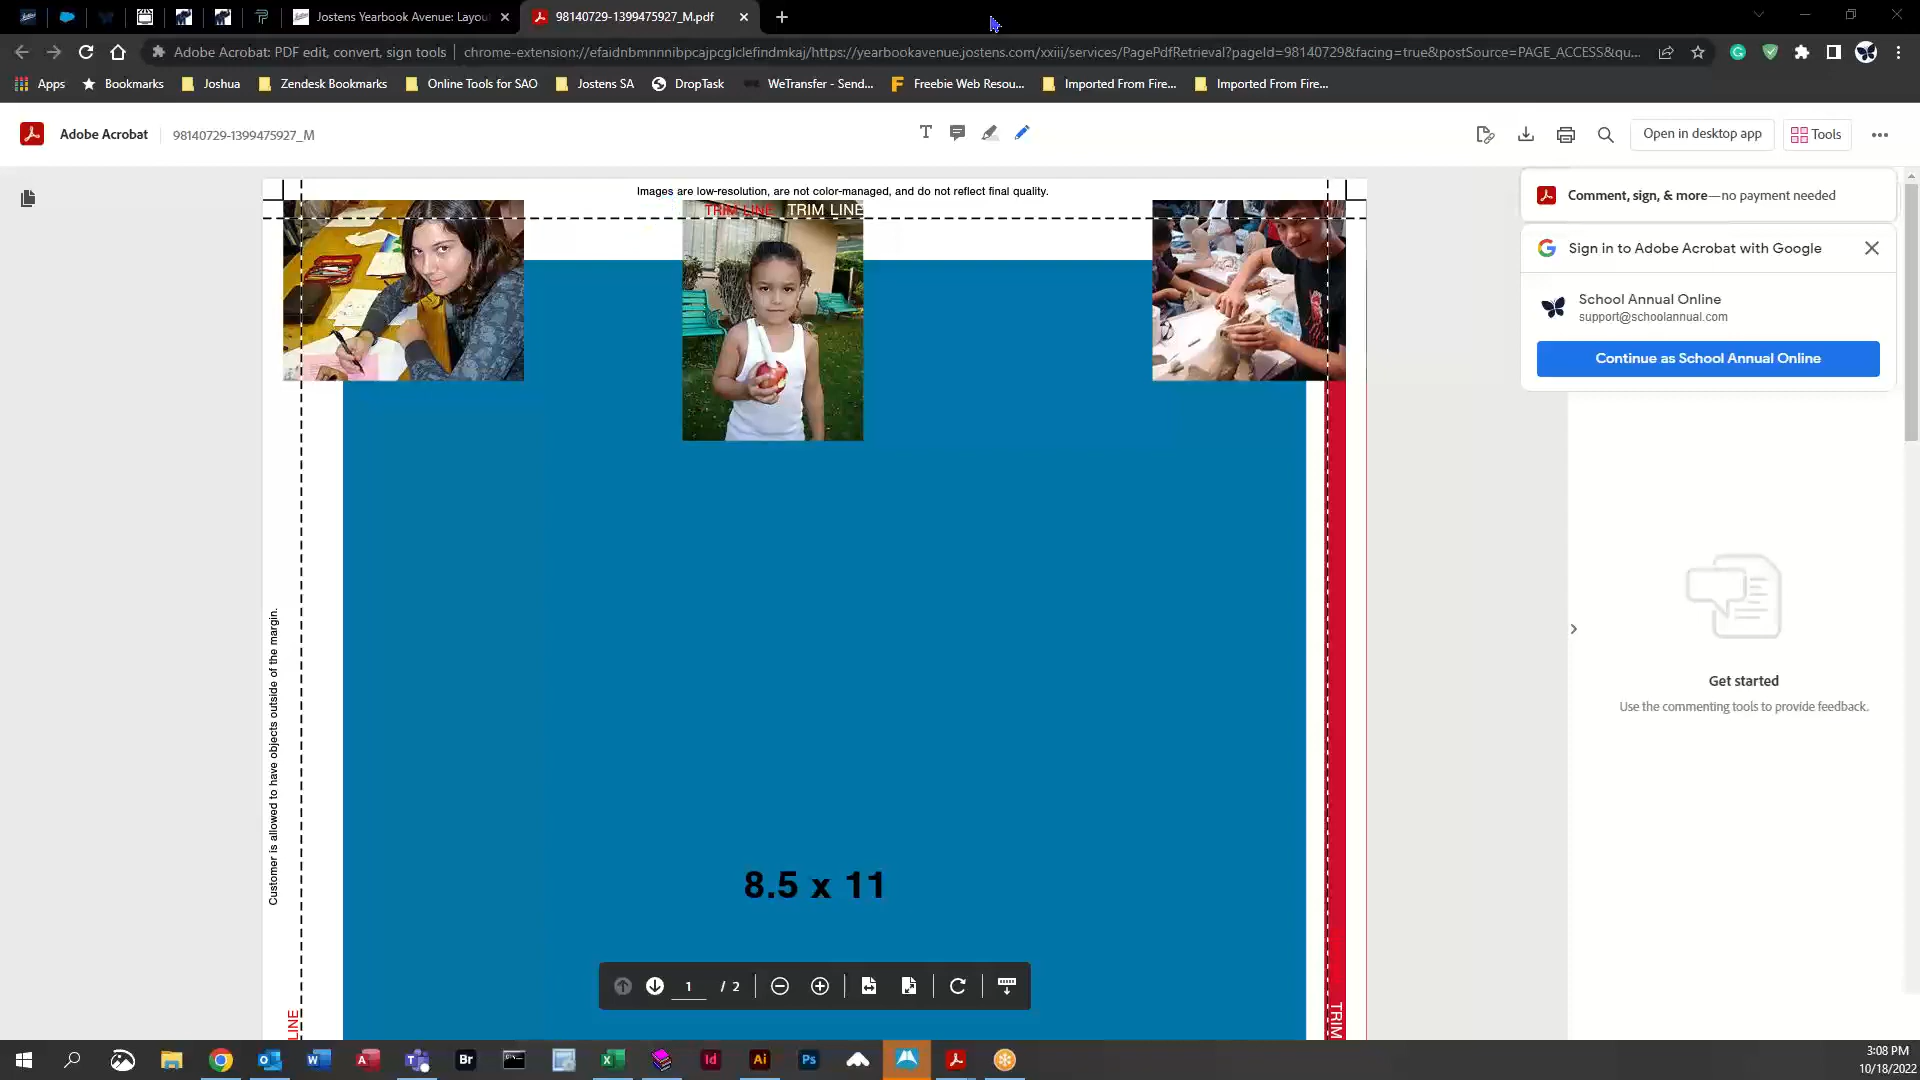 Jostens Yearbook Avenue: Layou
98140729-1399475927_M.pdf
Adobe Acrobat: PDF edit, convert, sign tools
chrome-extension://efaidnbmnnnibpcajpcglclefindmkaj/https://yearbookavenue.jostens.com/xxiii/services/PagePdfRetrieval?pageId=98140729&facing=true&postSource=PAGE_ACCESS&qu...
Apps
Bookmarks
Joshua
Zendesk Bookmarks
Online Tools for SAO
Jostens SA
DropTask
WeTransfer - Send...
Freebie Web Resou...
Imported From Fire...
Imported From Fire...
Adobe Acrobat
98140729-1399475927_M
Open in desktop app
Tools
Images are low-resolution, are not color-managed, and do not reflect final quality.
TRIM LINE TRIM LINE
Comment, sign, & more—no payment needed
Sign in to Adobe Acrobat with Google
School Annual Online
support@schoolannual.com
Continue as School Annual Online
Customer is allowed to have objects outside of the margin.
Get started
Use the commenting tools to provide feedback.
8.5 x 11
1 / 2
LINE
TRIM
3:08 PM
10/18/2022